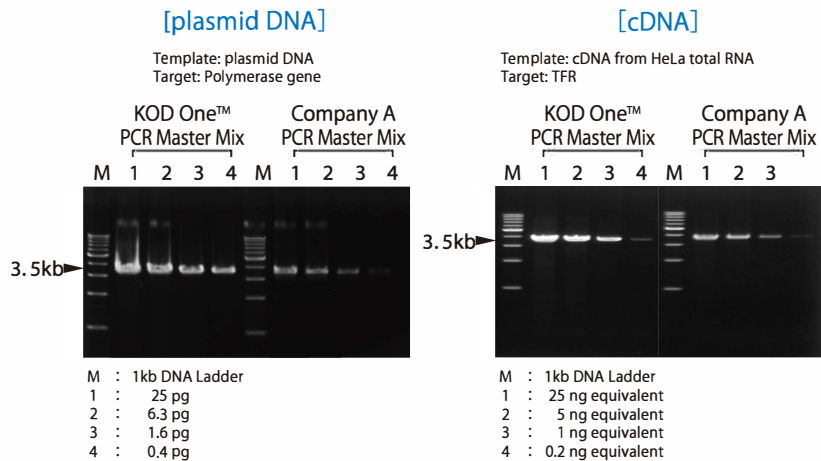 [plasmid DNA]
Template: plasmid DNA
Target: Polymerase gene
KOD One™
PCR Master Mix
Company A
PCR Master Mix
M 1 2 3 4 M 1 2 3 4
3.5kb
M : 1kb DNA Ladder
1 : 25 pg
2 : 6.3 pg
3 : 1.6 pg
4 : 0.4 pg
[cDNA]
Template: cDNA from HeLa total RNA
Target: TFR
KOD One™
PCR Master Mix
Company A
PCR Master Mix
M 1 2 3 4 M 1 2 3
3.5kb
M : 1kb DNA Ladder
1 : 25 ng equivalent
2 : 5 ng equivalent
3 : 1 ng equivalent
4 : 0.2 ng equivalent